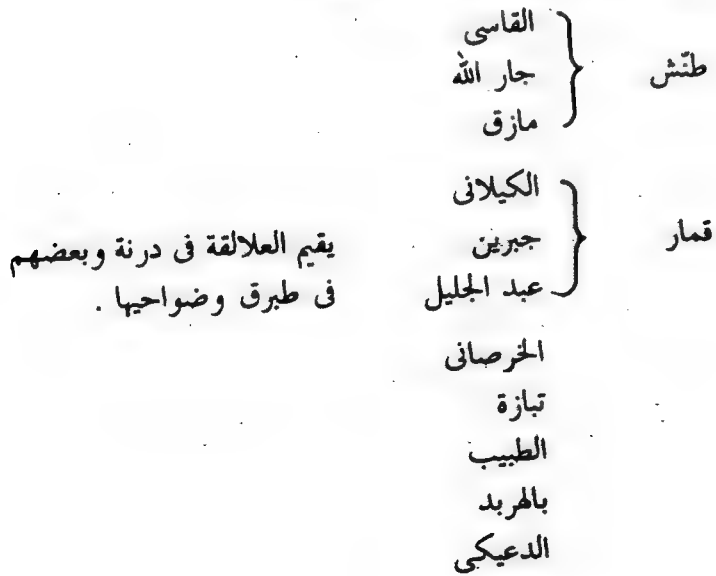 القاسى
طنّش
جار الله
مازق
الكيلانى
قمار
جبرين
عبد الجليل
يقيم العلالقة فى درنة وبعضهم
فى طبرق وضواحيها .
الخرصانى
تبازة
الطبيب
بالهربد
الدعيكى